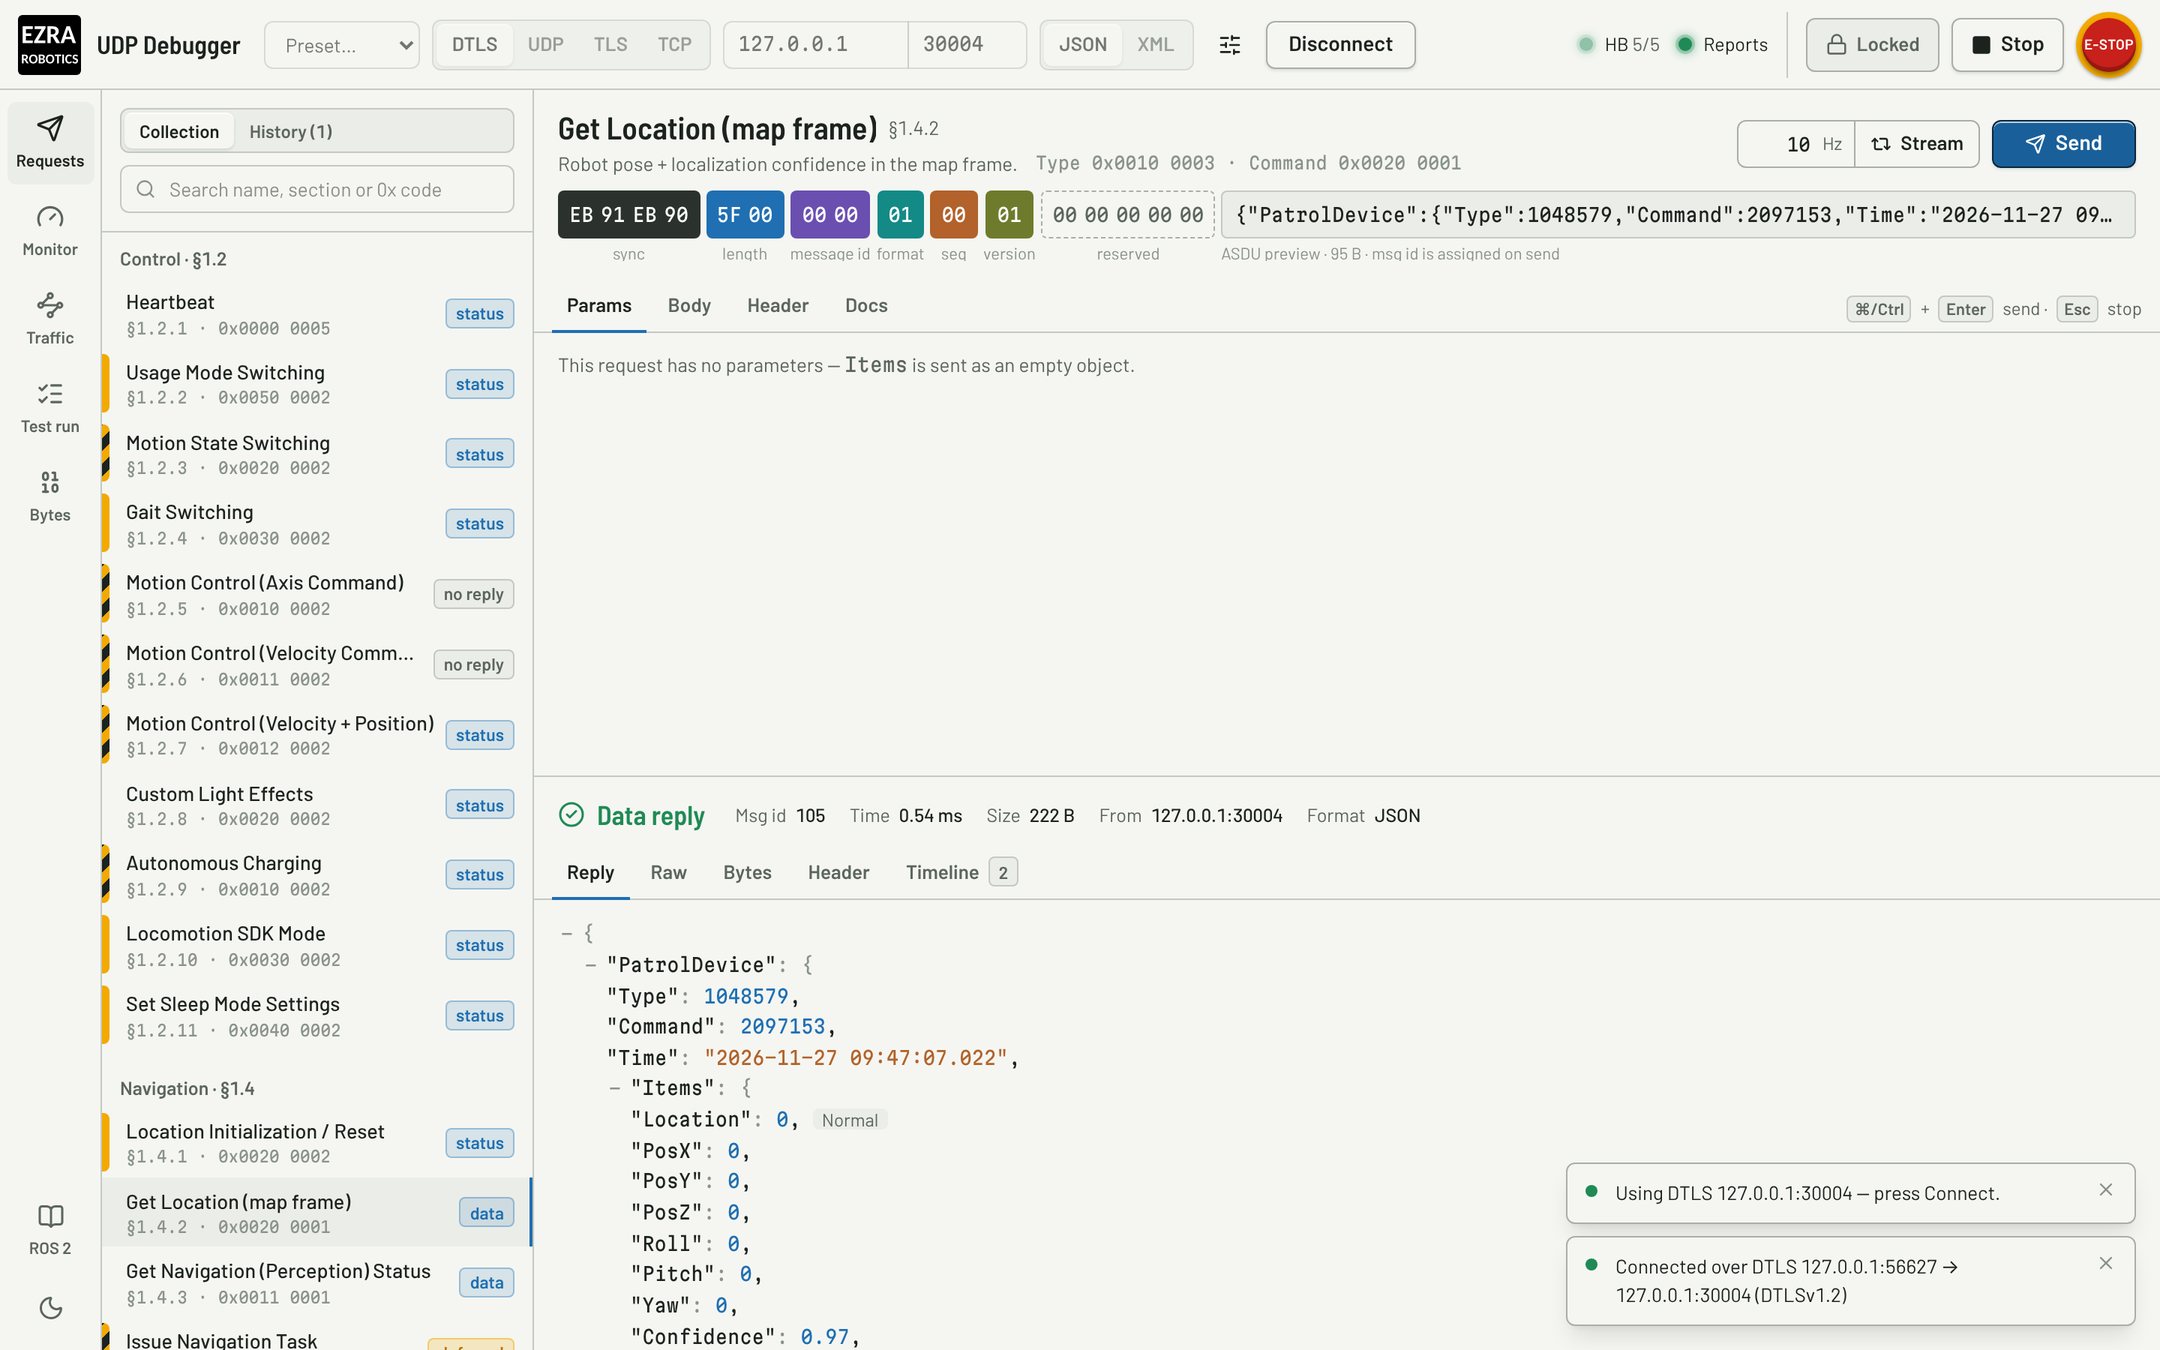 EZRA
ROBOTICS
UDP Debugger
Preset...
DTLS UDP TLS TCP
127.0.0.1 30004
JSON XML
Disconnect
HB 5/5 Reports
Locked
Stop
E-STOP
Requests
Monitor
Traffic
Test run
01
10
Bytes
ROS 2
Collection History (1)
Search name, section or 0x code
Control · §1.2
Heartbeat
§1.2.1 · 0x0000 0005
status
Usage Mode Switching
§1.2.2 · 0x0050 0002
status
Motion State Switching
§1.2.3 · 0x0020 0002
status
Gait Switching
§1.2.4 · 0x0030 0002
status
Motion Control (Axis Command)
§1.2.5 · 0x0010 0002
no reply
Motion Control (Velocity Comm...
§1.2.6 · 0x0011 0002
no reply
Motion Control (Velocity + Position)
§1.2.7 · 0x0012 0002
status
Custom Light Effects
§1.2.8 · 0x0020 0002
status
Autonomous Charging
§1.2.9 · 0x0010 0002
status
Locomotion SDK Mode
§1.2.10 · 0x0030 0002
status
Set Sleep Mode Settings
§1.2.11 · 0x0040 0002
status
Navigation · §1.4
Location Initialization / Reset
§1.4.1 · 0x0020 0002
status
Get Location (map frame)
§1.4.2 · 0x0020 0001
data
Get Navigation (Perception) Status
§1.4.3 · 0x0011 0001
data
Issue Navigation Task
Get Location (map frame) §1.4.2
Robot pose + localization confidence in the map frame. Type 0x0010 0003 · Command 0x0020 0001
10 Hz
Stream
Send
EB 91 EB 90 5F 00 00 00 01 00 01 00 00 00 00 00 {"PatrolDevice":{"Type":1048579,"Command":2097153,"Time":"2026-11-27 09…
sync length message id format seq version reserved ASDU preview · 95 B · msg id is assigned on send
Params Body Header Docs
⌘/Ctrl + Enter send · Esc stop
This request has no parameters — Items is sent as an empty object.
Data reply Msg id 105 Time 0.54 ms Size 222 B From 127.0.0.1:30004 Format JSON
Reply Raw Bytes Header Timeline 2
– {
– "PatrolDevice": {
"Type": 1048579,
"Command": 2097153,
"Time": "2026-11-27 09:47:07.022",
– "Items": {
"Location": 0, Normal
"PosX": 0,
"PosY": 0,
"PosZ": 0,
"Roll": 0,
"Pitch": 0,
"Yaw": 0,
"Confidence": 0.97,
Using DTLS 127.0.0.1:30004 — press Connect.
Connected over DTLS 127.0.0.1:56627 →
127.0.0.1:30004 (DTLSv1.2)